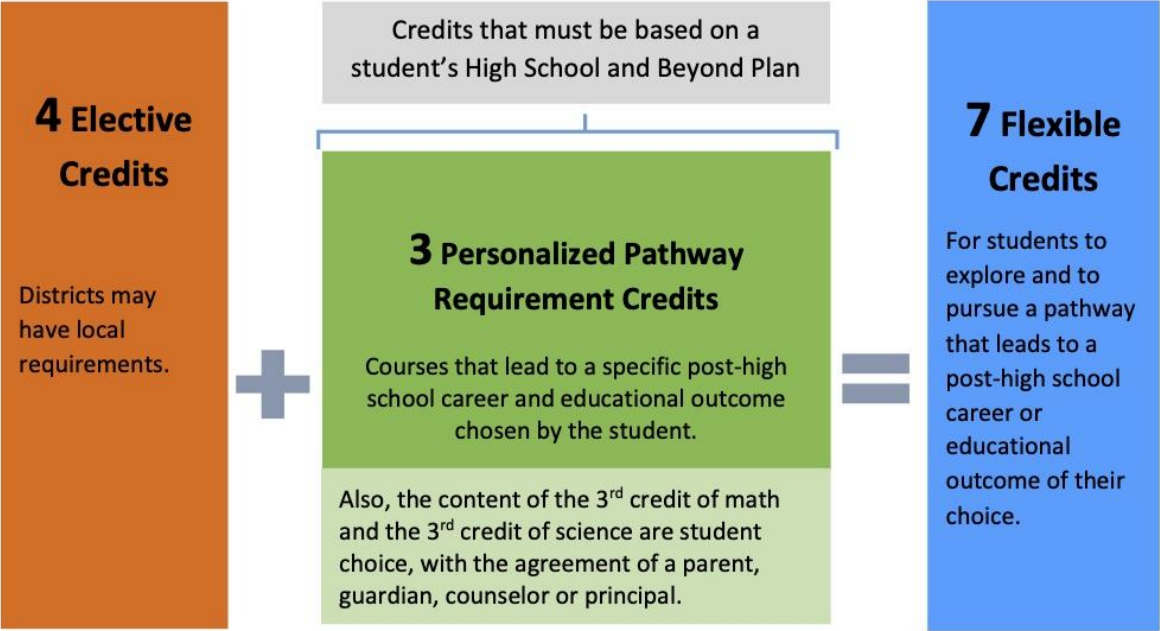 4 Elective
Credits
Districts may
have local
requirements.
Credits that must be based on a
student’s High School and Beyond Plan
3 Personalized Pathway
Requirement Credits
Courses that lead to a specific post-high
school career and educational outcome
chosen by the student.
Also, the content of the 3rd credit of math
and the 3rd credit of science are student
choice, with the agreement of a parent,
guardian, counselor or principal.
7 Flexible
Credits
For students to
explore and to
pursue a pathway
that leads to a
post-high school
career or
educational
outcome of their
choice.